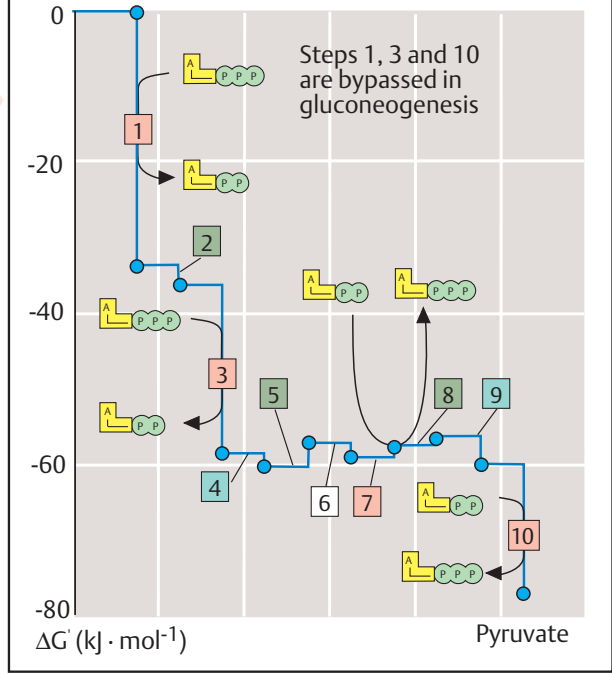 0
Steps 1, 3 and 10
are bypassed in
gluconeogenesis
A P P P
1
-20
A P P
2
-40
A P P P
A P P
A P P P
3
A P P
5
8
9
4
6
7
-60
A P P
10
A P P P
-80
ΔG' (kJ · mol-1)
Pyruvate